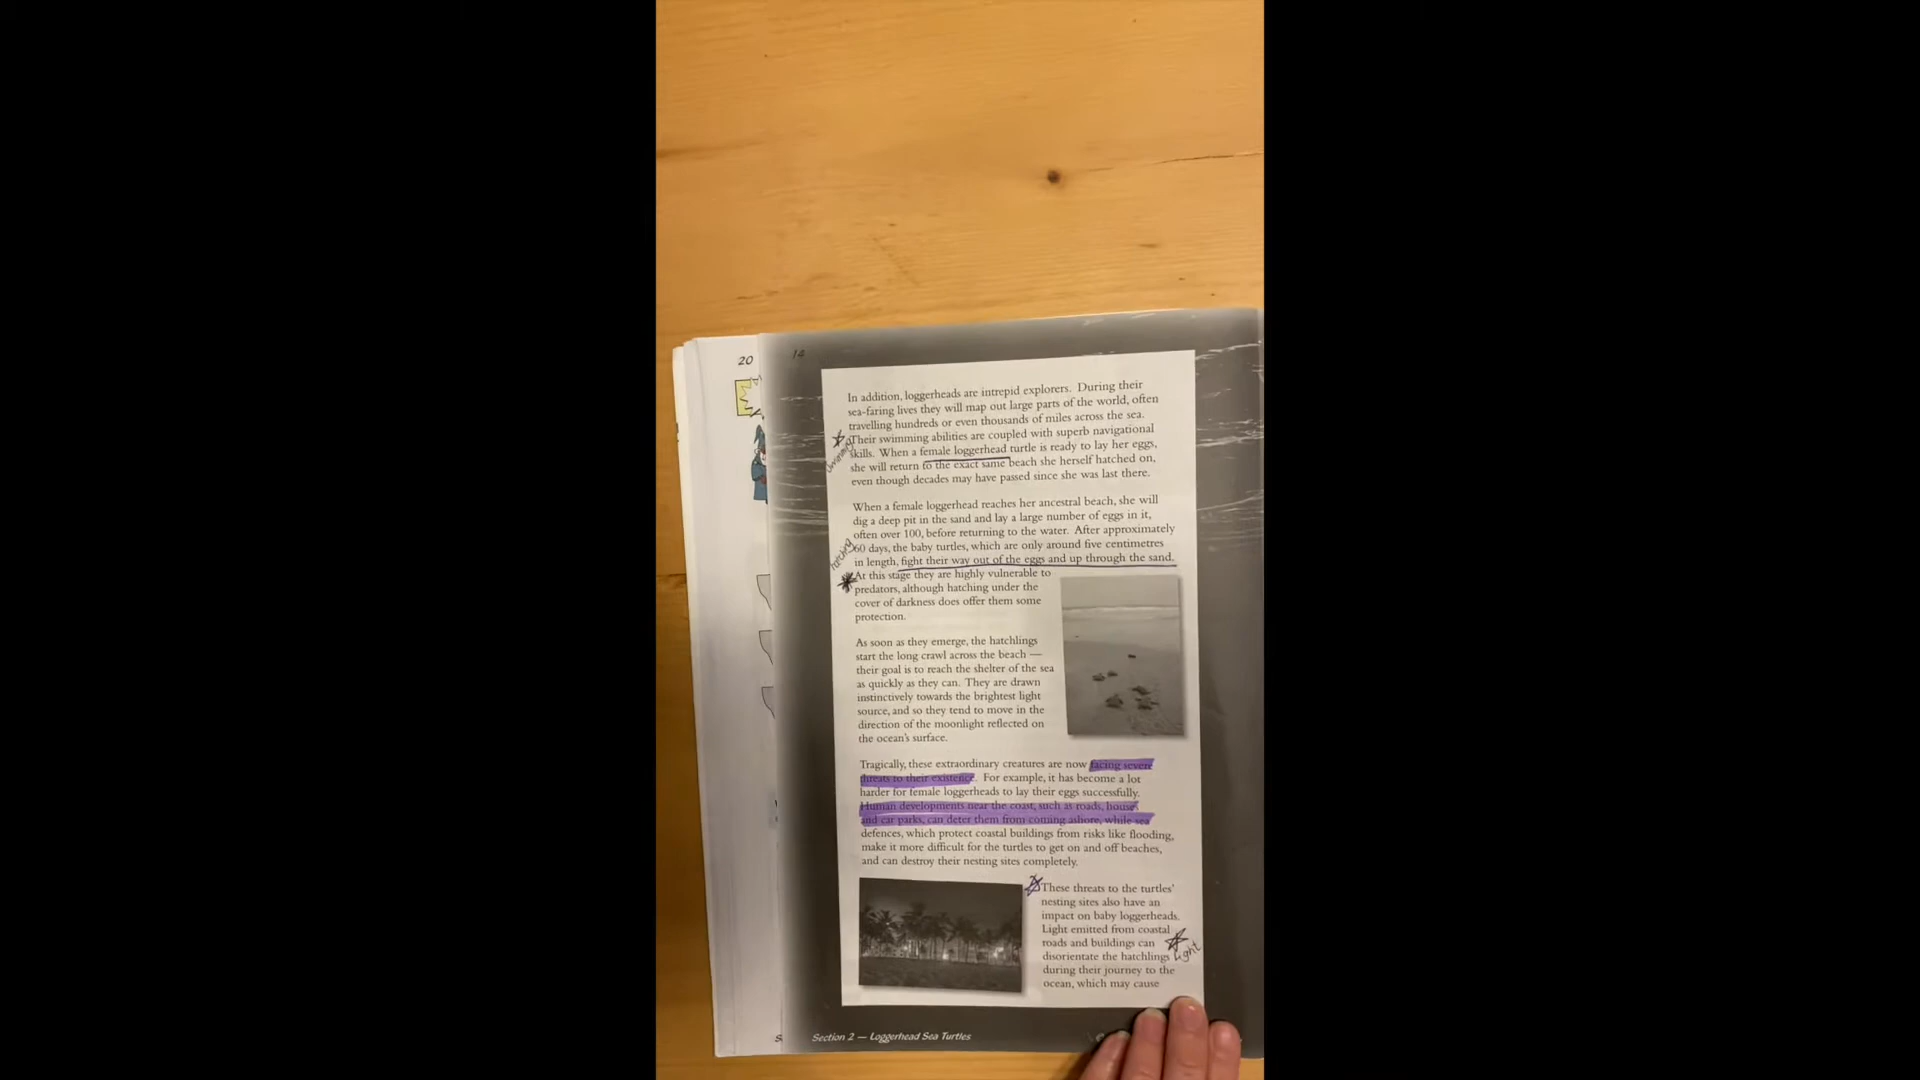 20
14
In addition, loggerheads are intrepid explorers. During their
sea-faring lives they will map out large parts of the world, often
travelling hundreds or even thousands of miles across the sea.
Their swimming abilities are coupled with superb navigational
skills. When a female loggerhead turtle is ready to lay her eggs,
she will return to the exact same beach she herself hatched on,
even though decades may have passed since she was last there.
When a female loggerhead reaches her ancestral beach, she will
dig a deep pit in the sand and lay a large number of eggs in it,
often over 100, before returning to the water. After approximately
hatching
60 days, the baby turtles, which are only around five centimetres
in length, fight their way out of the eggs and up through the sand.
At this stage they are highly vulnerable to
predators, although hatching under the
cover of darkness does offer them some
protection.
As soon as they emerge, the hatchlings
start the long crawl across the beach —
their goal is to reach the shelter of the sea
as quickly as they can. They are drawn
instinctively towards the brightest light
source, and so they tend to move in the
direction of the moonlight reflected on
the ocean's surface.
Tragically, these extraordinary creatures are now facing severe
threats to their existence. For example, it has become a lot
harder for female loggerheads to lay their eggs successfully.
Human developments near the coast, such as roads, houses
and car parks, can deter them from coming ashore, while sea
defences, which protect coastal buildings from risks like flooding,
make it more difficult for the turtles to get on and off beaches,
and can destroy their nesting sites completely.
These threats to the turtles'
nesting sites also have an
impact on baby loggerheads.
Light emitted from coastal
roads and buildings can
disorientate the hatchlings
Light
during their journey to the
ocean, which may cause
Section 2 — Loggerhead Sea Turtles